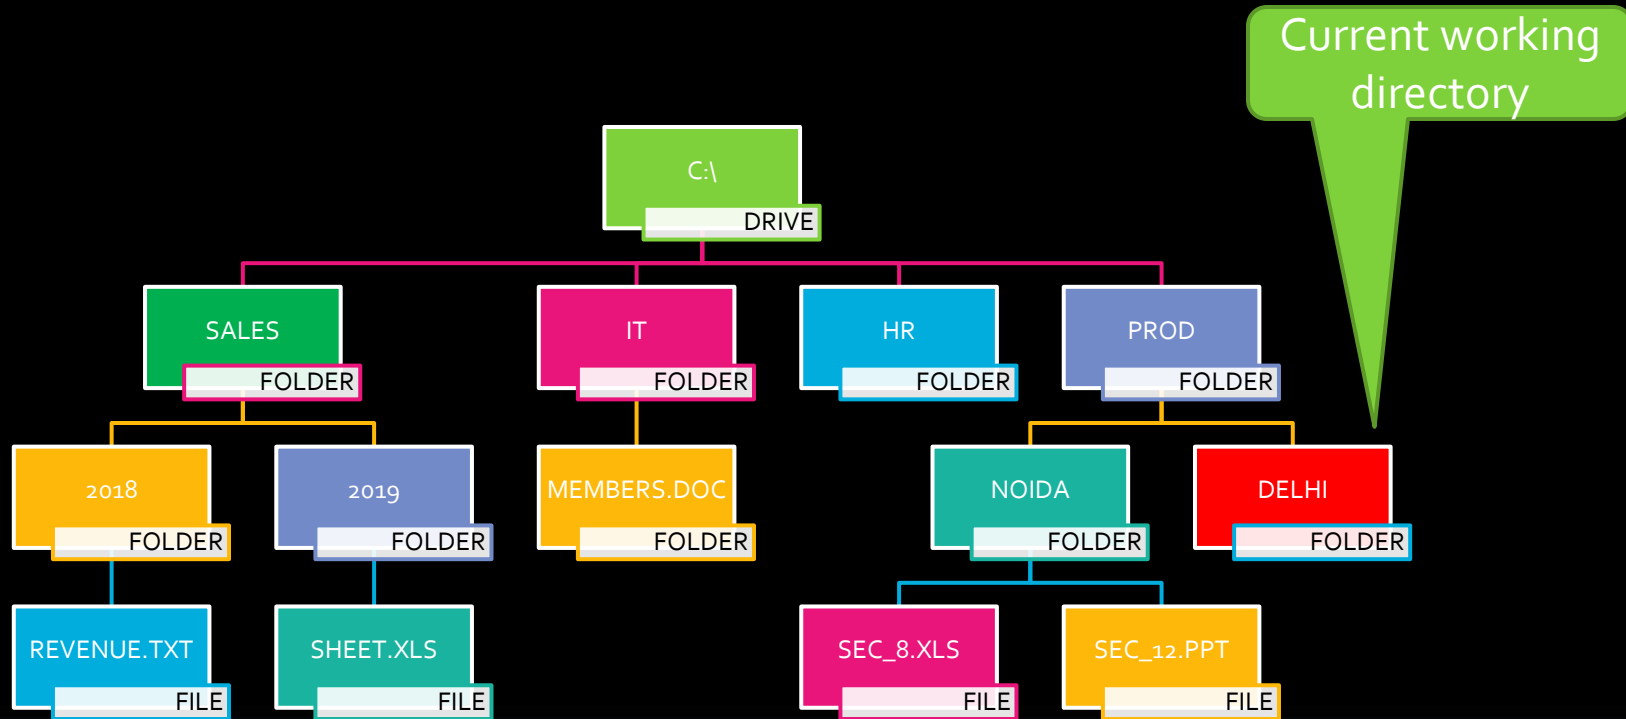 Current working
directory
C:\
DRIVE
SALES
FOLDER
IT
FOLDER
HR
FOLDER
PROD
FOLDER
2018
FOLDER
2019
FOLDER
MEMBERS.DOC
FOLDER
NOIDA
FOLDER
DELHI
FOLDER
REVENUE.TXT
FILE
SHEET.XLS
FILE
SEC_8.XLS
FILE
SEC_12.PPT
FILE